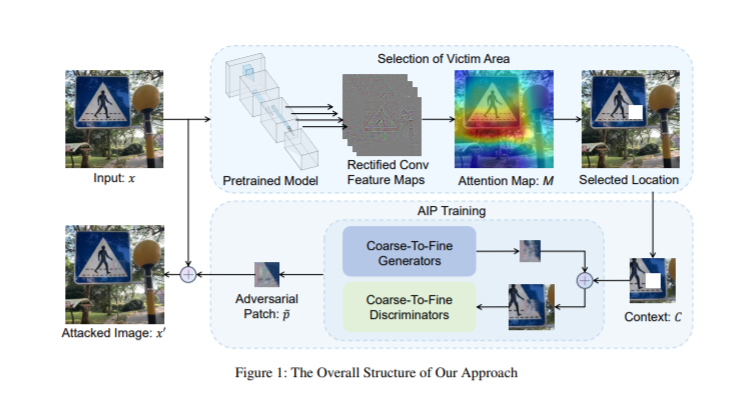 Selection of Victim Area
Input: x
Pretrained Model
Rectified Conv
Feature Maps
Attention Map: M
Selected Location
AIP Training
Coarse-To-Fine
Generators
Coarse-To-Fine
Discriminators
Adversarial
Patch: p̃
Context: C
Attacked Image: x′
Figure 1: The Overall Structure of Our Approach